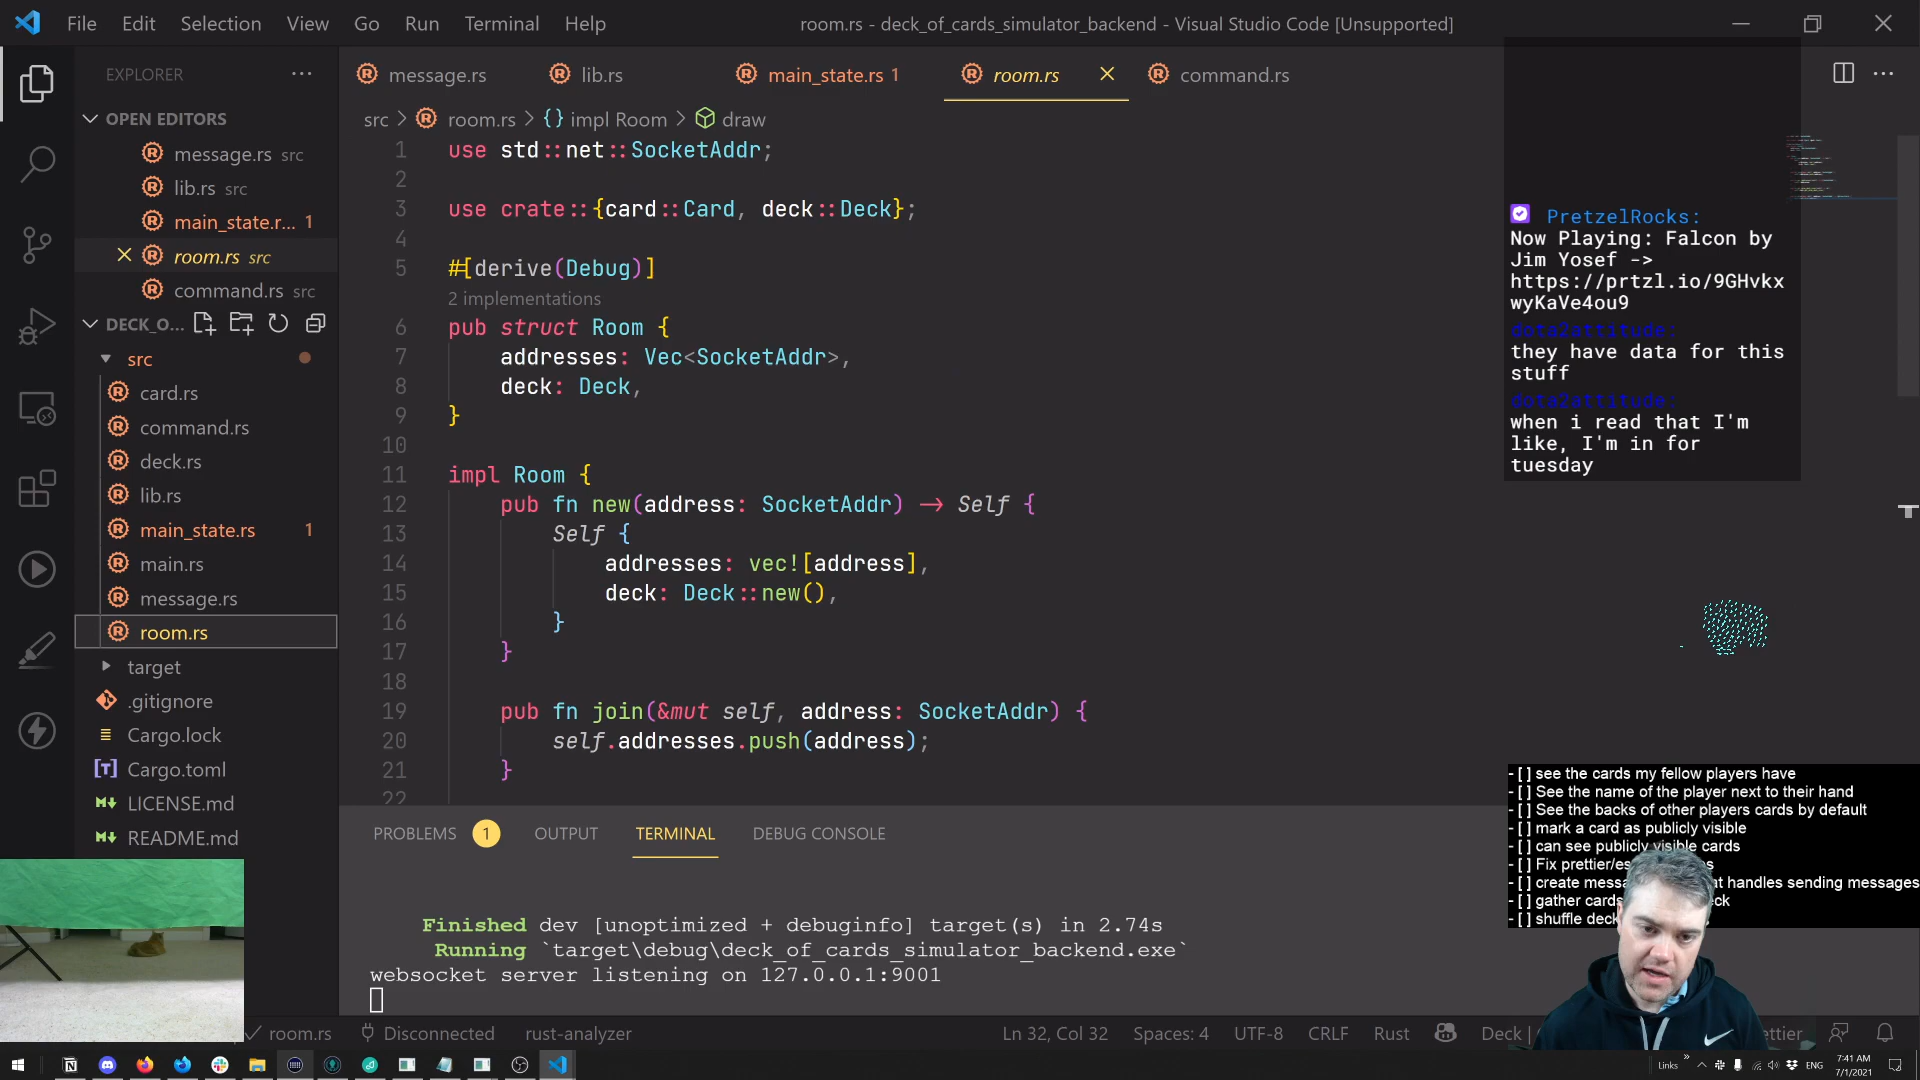 File Edit Selection View Go Run Terminal Help
room.rs - deck_of_cards_simulator_backend - Visual Studio Code [Unsupported]
EXPLORER
message.rs
lib.rs
main_state.rs 1
room.rs
command.rs
OPEN EDITORS
message.rs src
lib.rs src
main_state.r... 1
room.rs src
command.rs src
DECK_O...
src
card.rs
command.rs
deck.rs
lib.rs
main_state.rs 1
main.rs
message.rs
room.rs
target
.gitignore
Cargo.lock
Cargo.toml
LICENSE.md
README.md
src > room.rs > {} impl Room > draw
1 use std::net::SocketAddr;
2
3 use crate::{card::Card, deck::Deck};
4
5 #[derive(Debug)]
2 implementations
6 pub struct Room {
7 addresses: Vec<SocketAddr>,
8 deck: Deck,
9 }
10
11 impl Room {
12 pub fn new(address: SocketAddr) -> Self {
13 Self {
14 addresses: vec![address],
15 deck: Deck::new(),
16 }
17 }
18
19 pub fn join(&mut self, address: SocketAddr) {
20 self.addresses.push(address);
21 }
22
PretzelRocks:
Now Playing: Falcon by
Jim Yosef ->
https://prtzl.io/9GHvkx
wyKaVe4ou9
dota2attitude:
they have data for this
stuff
dota2attitude:
when i read that I'm
like, I'm in for
tuesday
PROBLEMS 1 OUTPUT TERMINAL DEBUG CONSOLE
Finished dev [unoptimized + debuginfo] target(s) in 2.74s
Running `target\debug\deck_of_cards_simulator_backend.exe`
websocket server listening on 127.0.0.1:9001
- [ ] see the cards my fellow players have
- [ ] See the name of the player next to their hand
- [ ] See the backs of other players cards by default
- [ ] mark a card as publicly visible
- [ ] can see publicly visible cards
- [ ] Fix prettier/es
- [ ] create mess at handles sending messages
- [ ] gather cards ck
- [ ] shuffle deck
room.rs Disconnected rust-analyzer
Ln 32, Col 32 Spaces: 4 UTF-8 CRLF Rust Deck | ettier
Links ENG
7:41 AM
7/1/2021